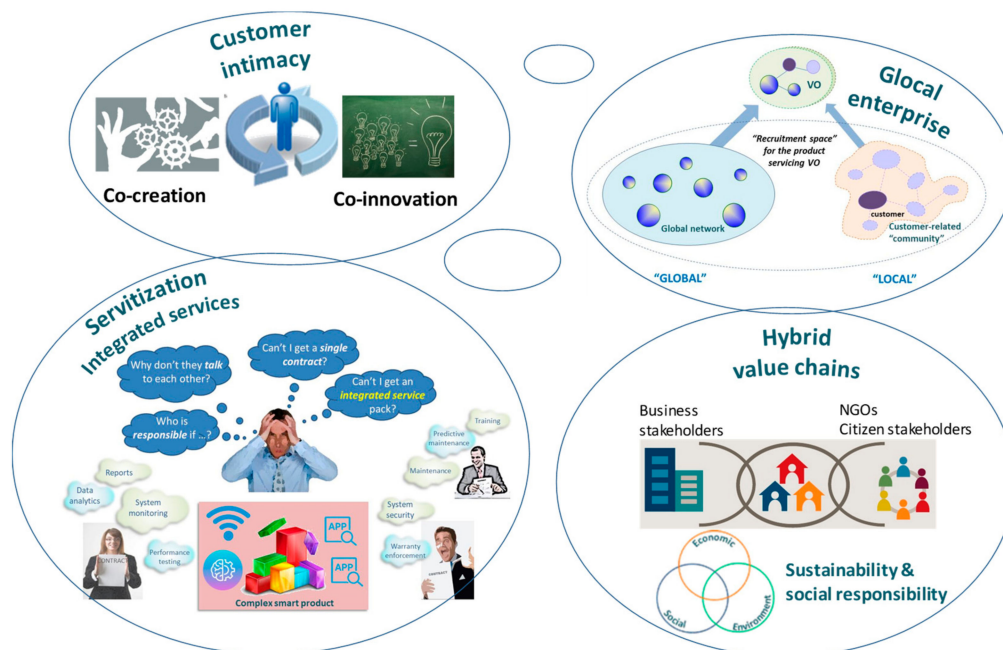 Customer
intimacy
Co-creation
Co-innovation
Glocal
enterprise
VO
"Recruitment space"
for the product
servicing VO
Global network
customer
Customer-related
"community"
"GLOBAL"
"LOCAL"
Servitization
Integrated services
Why don't they talk
to each other?
Can't I get a single
contract?
Can't I get an
integrated service
pack?
Who is
responsible if ...?
Training
Predictive
maintenance
Maintenance
Reports
Data
analytics
System
monitoring
System
security
Performance
testing
Warranty
enforcement
CONTRACT
CONTRACT
APP
APP
Complex smart product
Hybrid
value chains
Business
stakeholders
NGOs
Citizen stakeholders
Economic
Social
Environment
Sustainability &
social responsibility